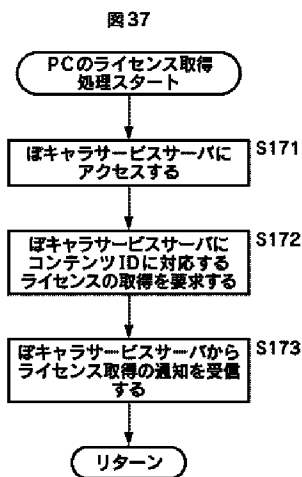 図37
PCのライセンス取得
処理スタート
ぽキャラサービスサーバに
アクセスする
S171
ぽキャラサービスサーバに
コンテンツIDに対応する
ライセンスの取得を要求する
S172
ぽキャラサービスサーバから
ライセンス取得の通知を受信
する
S173
リターン